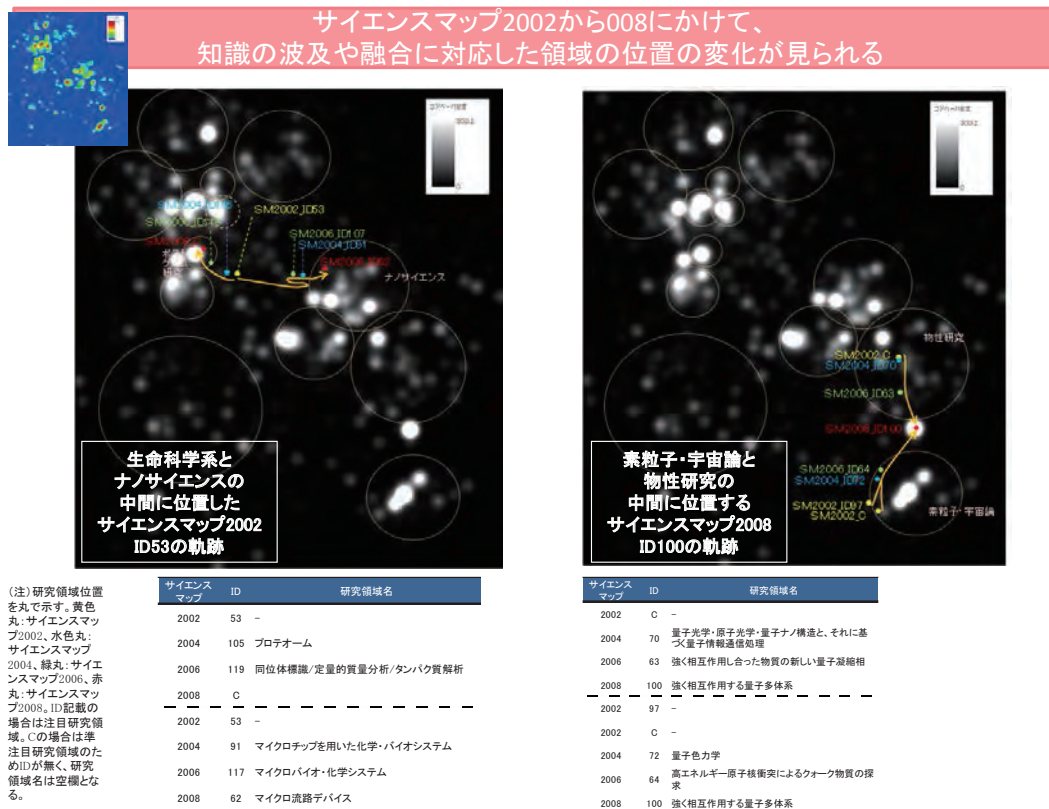 サイエンスマップ2002から008にかけて、
知識の波及や融合に対応した領域の位置の変化が見られる
SM2002_ID53
SM2006_ID107
SM2004_ID91
ナノサイエンス
生命科学系と
ナノサイエンスの
中間に位置した
サイエンスマップ2002
ID53の軌跡
物性研究
SM2002_C
SM2004_ID70
SM2006_ID63
SM2008_ID100
SM2006_ID64
SM2004_ID72
SM2002_ID97
SM2002_C
素粒子・宇宙論
素粒子・宇宙論と
物性研究の
中間に位置する
サイエンスマップ2008
ID100の軌跡
(注)研究領域位置
を丸で示す。黄色
丸:サイエンスマッ
プ2002、水色丸:
サイエンスマップ
2004、緑丸:サイエ
ンスマップ2006、赤
丸:サイエンスマッ
プ2008。ID記載の
場合は注目研究領
域。Cの場合は準
注目研究領域のた
めIDが無く、研究
領域名は空欄とな
る。
サイエンス
マップ ID 研究領域名
2002 53 -
2004 105 プロテオーム
2006 119 同位体標識/定量的質量分析/タンパク質解析
2008 C
2002 53 -
2004 91 マイクロチップを用いた化学・バイオシステム
2006 117 マイクロバイオ・化学システム
2008 62 マイクロ流路デバイス
サイエンス
マップ ID 研究領域名
2002 C -
2004 70 量子光学・原子光学・量子ナノ構造と、それに基
づく量子情報通信処理
2006 63 強く相互作用し合った物質の新しい量子凝縮相
2008 100 強く相互作用する量子多体系
2002 97 -
2002 C -
2004 72 量子色力学
2006 64 高エネルギー原子核衝突によるクォーク物質の探
求
2008 100 強く相互作用する量子多体系